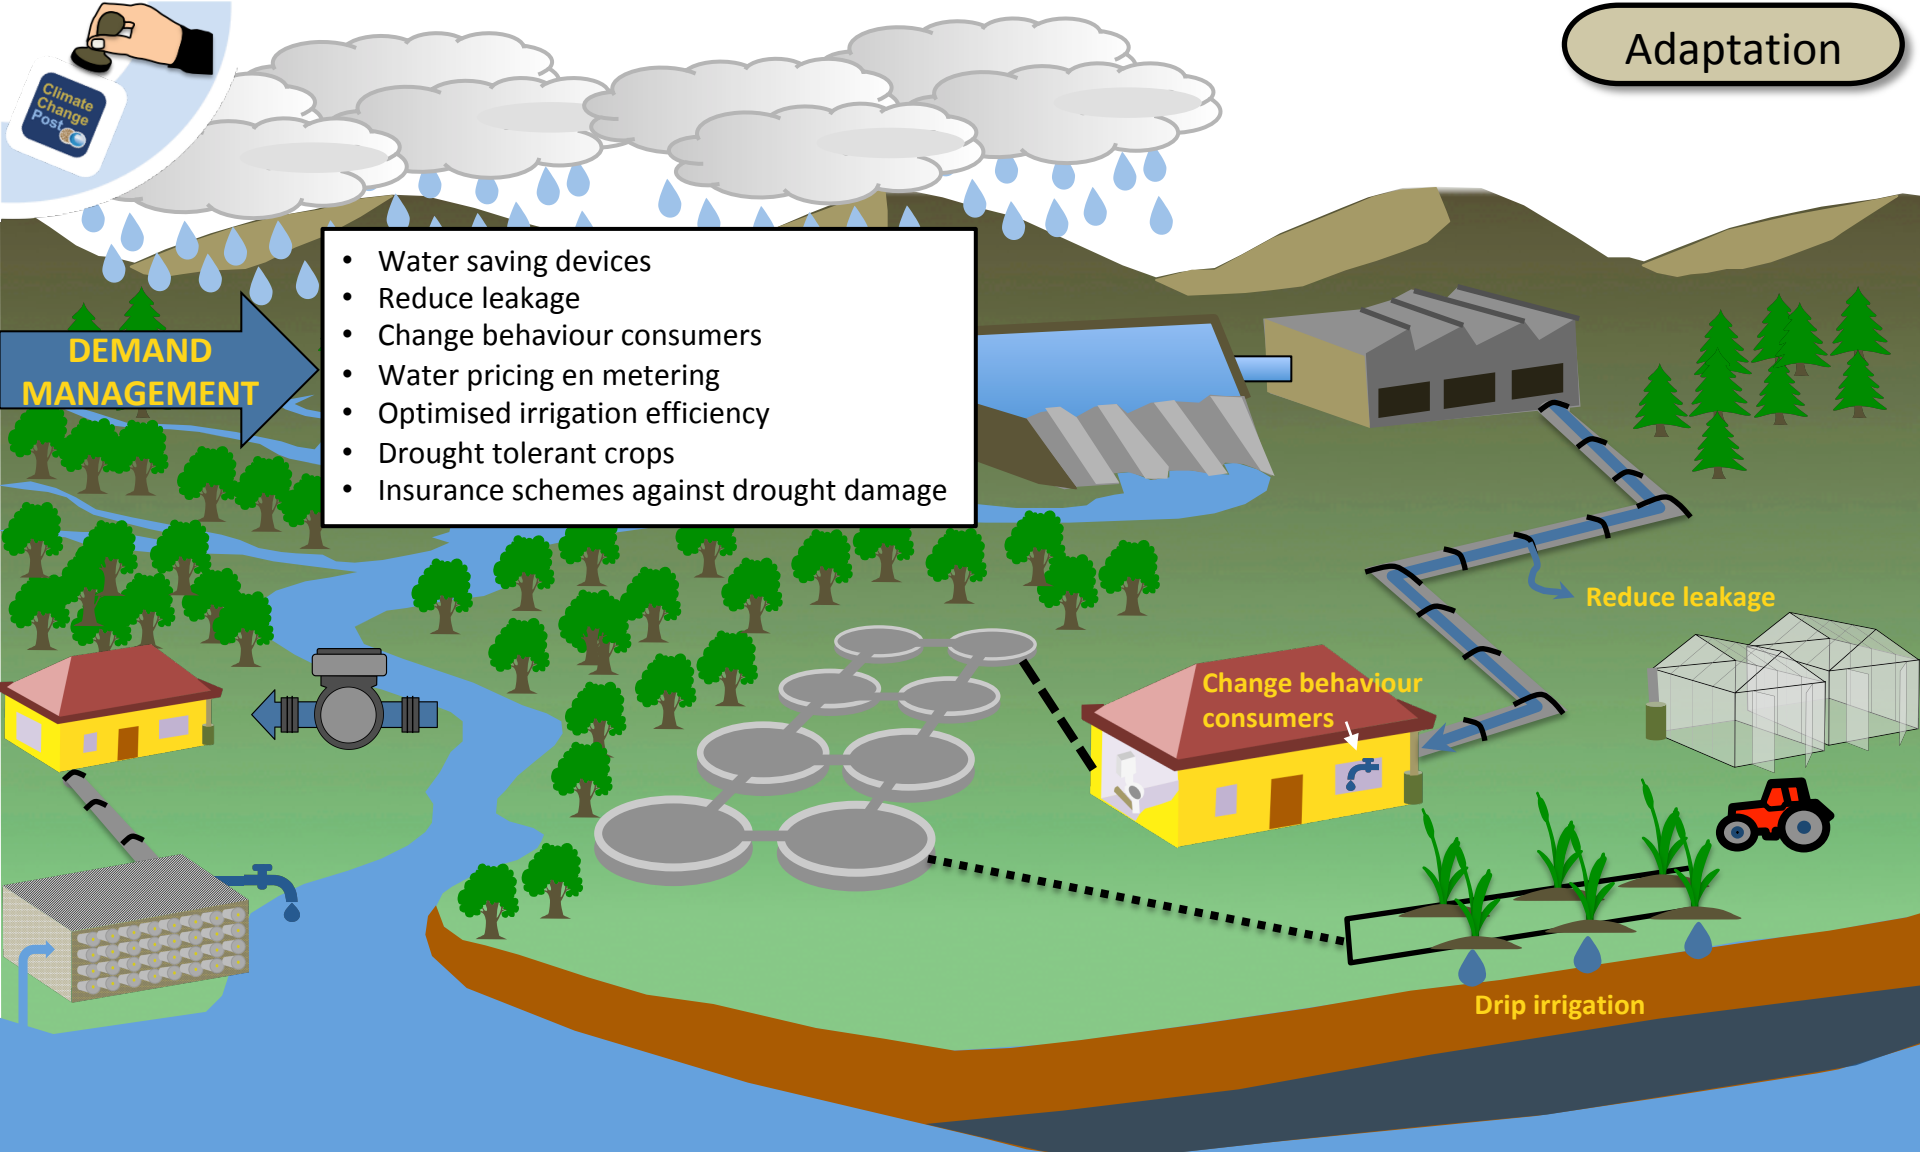 Climate
Change
Post
Adaptation
DEMAND
MANAGEMENT
• Water saving devices
• Reduce leakage
• Change behaviour consumers
• Water pricing en metering
• Optimised irrigation efficiency
• Drought tolerant crops
• Insurance schemes against drought damage
Reduce leakage
Change behaviour
consumers
Drip irrigation